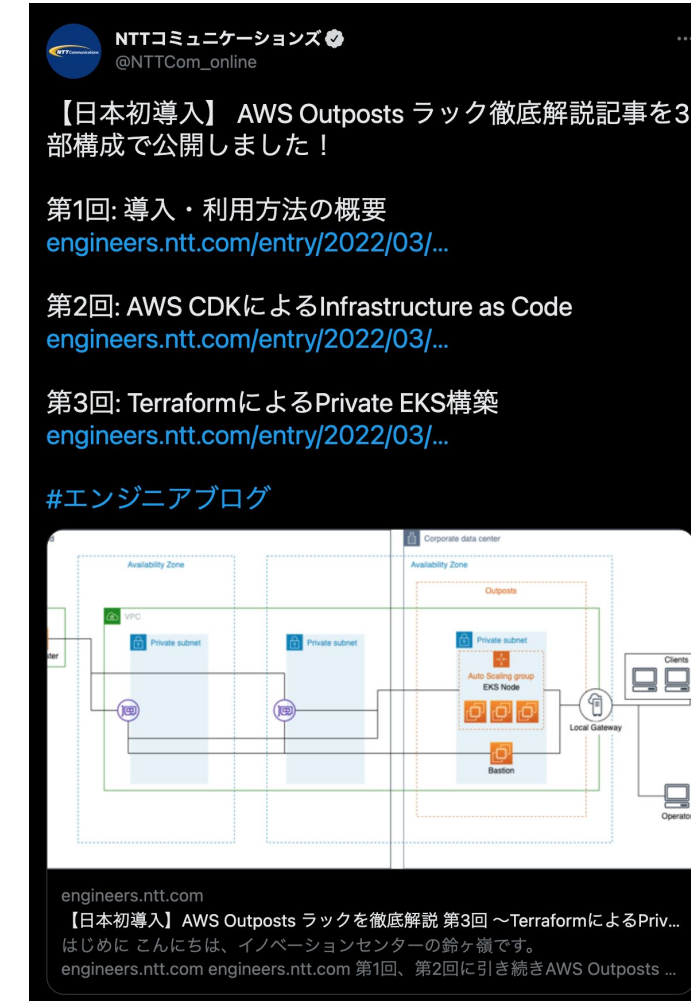 NTTコミュニケーションズ
@NTTCom_online
【日本初導入】 AWS Outposts ラック徹底解説記事を3
部構成で公開しました！
第1回: 導入・利用方法の概要
engineers.ntt.com/entry/2022/03/...
第2回: AWS CDKによるInfrastructure as Code
engineers.ntt.com/entry/2022/03/...
第3回: TerraformによるPrivate EKS構築
engineers.ntt.com/entry/2022/03/...
#エンジニアブログ
Corporate data center
Availability Zone
Availability Zone
Outposts
VPC
Private subnet
Private subnet
Private subnet
Auto Scaling group
EKS Node
Clients
Local Gateway
Bastion
Operator
engineers.ntt.com
【日本初導入】AWS Outposts ラックを徹底解説 第3回 〜TerraformによるPriv...
はじめに こんにちは、イノベーションセンターの鈴ヶ嶺です。
engineers.ntt.com engineers.ntt.com 第1回、第2回に引き続きAWS Outposts ...